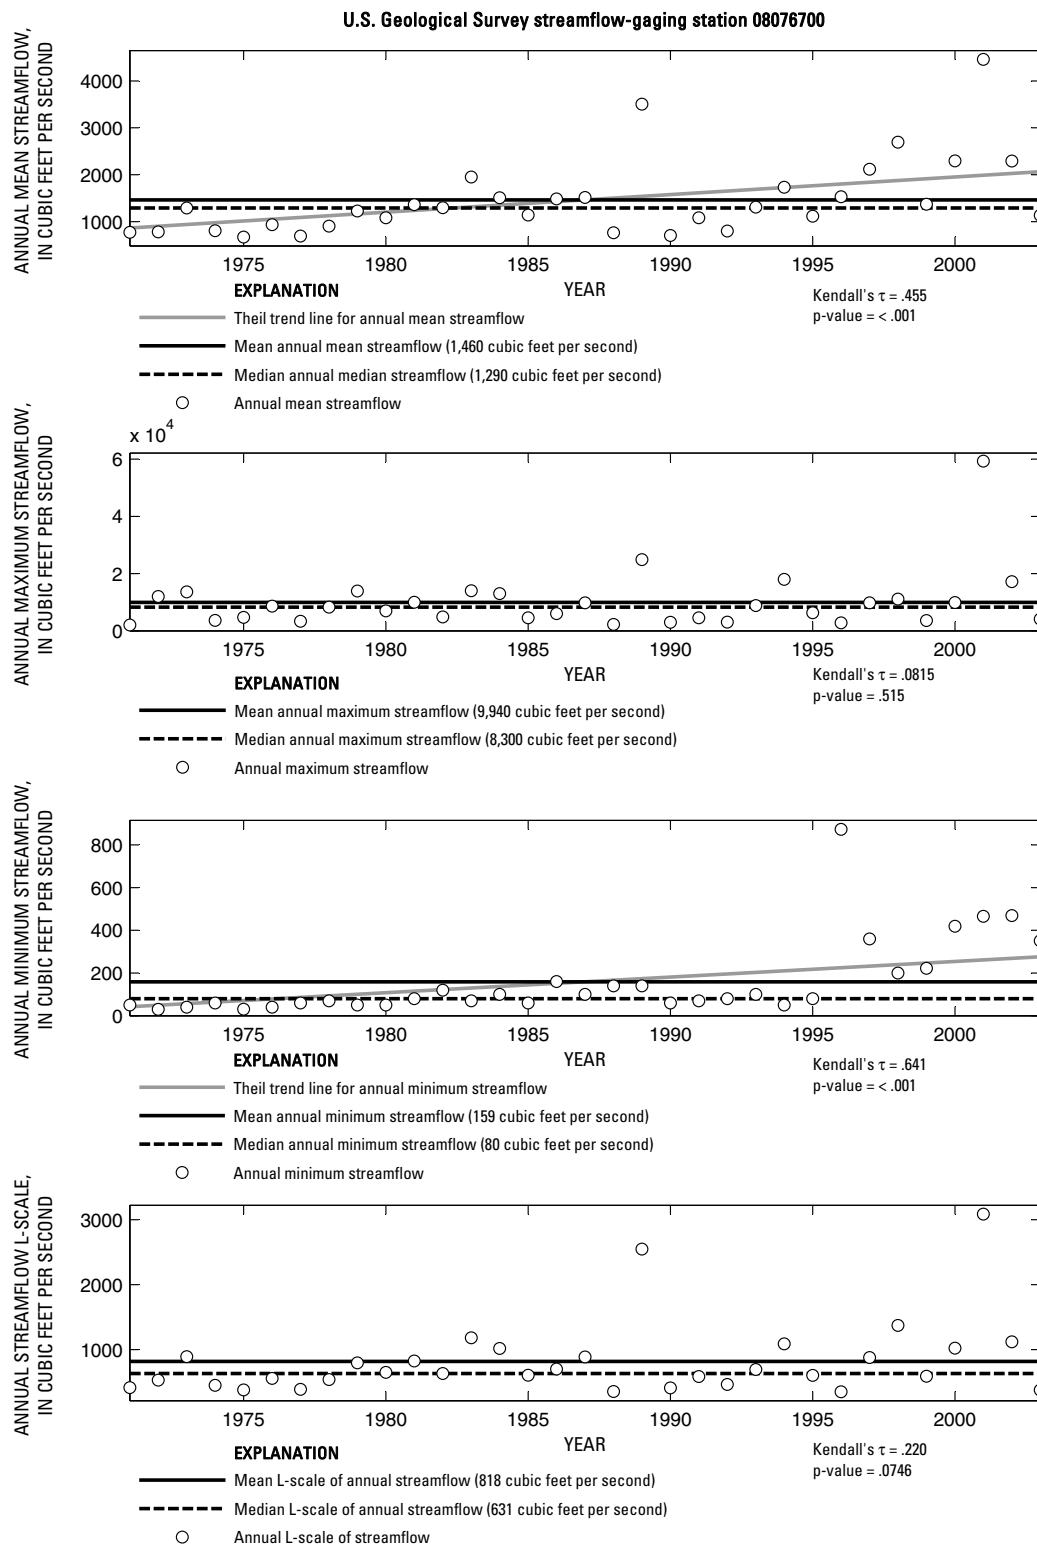 U.S. Geological Survey streamflow-gaging station 08076700
ANNUAL MEAN STREAMFLOW,
IN CUBIC FEET PER SECOND
4000
3000
2000
1000
1975 1980 1985 1990 1995 2000
YEAR
EXPLANATION
Theil trend line for annual mean streamflow
Mean annual mean streamflow (1,460 cubic feet per second)
Median annual median streamflow (1,290 cubic feet per second)
Annual mean streamflow
Kendall's τ = .455
p-value = < .001
ANNUAL MAXIMUM STREAMFLOW,
IN CUBIC FEET PER SECOND
x 10⁴
6
4
2
0
1975 1980 1985 1990 1995 2000
YEAR
EXPLANATION
Mean annual maximum streamflow (9,940 cubic feet per second)
Median annual maximum streamflow (8,300 cubic feet per second)
Annual maximum streamflow
Kendall's τ = .0815
p-value = .515
ANNUAL MINIMUM STREAMFLOW,
IN CUBIC FEET PER SECOND
800
600
400
200
0
1975 1980 1985 1990 1995 2000
YEAR
EXPLANATION
Theil trend line for annual minimum streamflow
Mean annual minimum streamflow (159 cubic feet per second)
Median annual minimum streamflow (80 cubic feet per second)
Annual minimum streamflow
Kendall's τ = .641
p-value = < .001
ANNUAL STREAMFLOW L-SCALE,
IN CUBIC FEET PER SECOND
3000
2000
1000
1975 1980 1985 1990 1995 2000
YEAR
EXPLANATION
Mean L-scale of annual streamflow (818 cubic feet per second)
Median L-scale of annual streamflow (631 cubic feet per second)
Annual L-scale of streamflow
Kendall's τ = .220
p-value = .0746